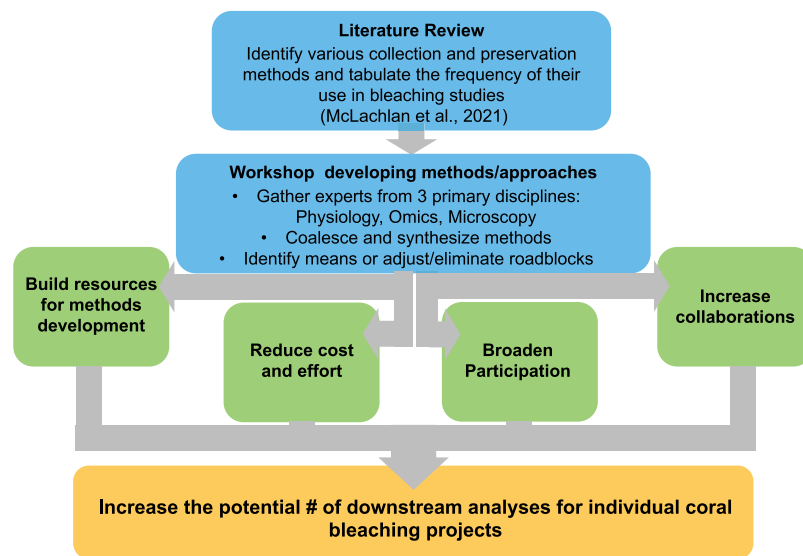 Literature Review
Identify various collection and preservation
methods and tabulate the frequency of their
use in bleaching studies
(McLachlan et al., 2021)
Workshop developing methods/approaches
• Gather experts from 3 primary disciplines:
Physiology, Omics, Microscopy
• Coalesce and synthesize methods
• Identify means or adjust/eliminate roadblocks
Build resources
for methods
development
Reduce cost
and effort
Broaden
Participation
Increase
collaborations
Increase the potential # of downstream analyses for individual coral
bleaching projects